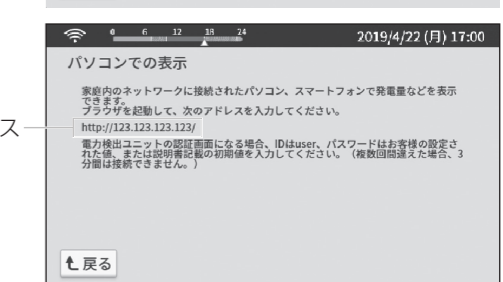 0 6 12 18 24
2019/4/22 (月) 17:00
パソコンでの表示
家庭内のネットワークに接続されたパソコン、スマートフォンで発電量などを表示
できます。
ブラウザを起動して、次のアドレスを入力してください。
ス
http://123.123.123.123/
電力検出ユニットの認証画面になる場合、IDはuser、パスワードはお客様の設定さ
れた値、または説明書記載の初期値を入力してください。（複数回間違えた場合、3
分間は接続できません。）
戻る